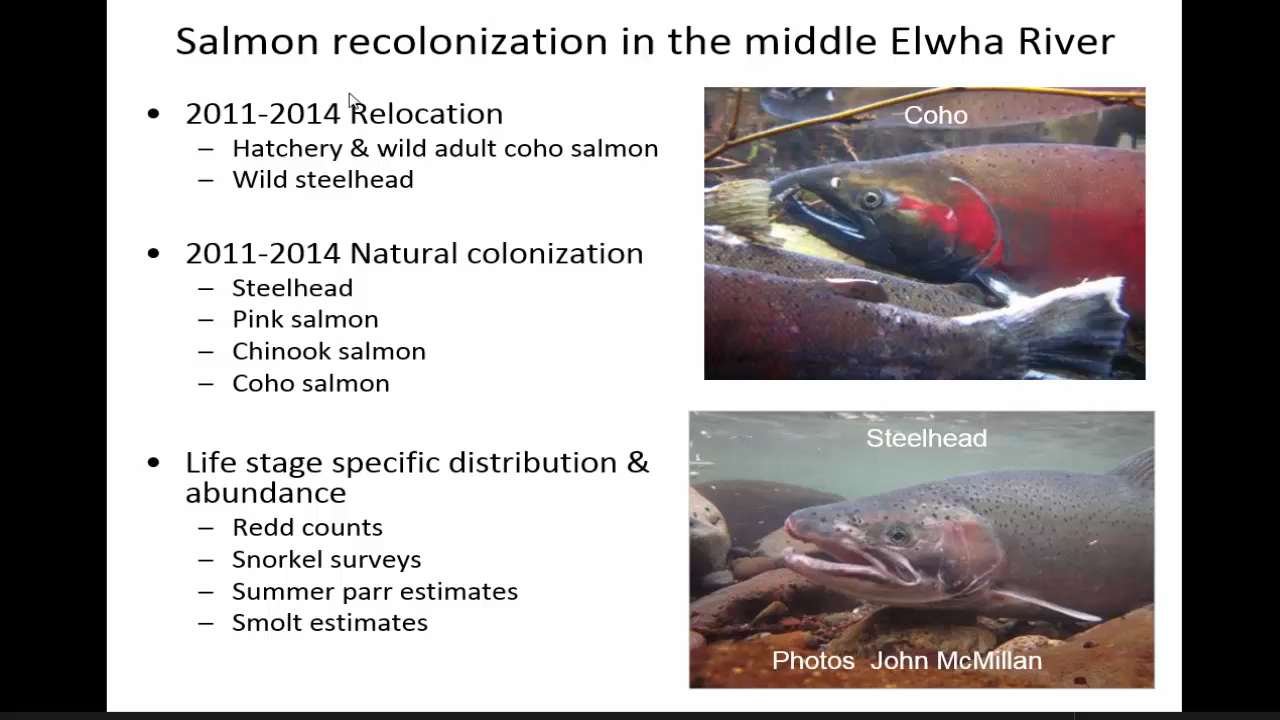 Salmon recolonization in the middle Elwha River
• 2011-2014 Relocation
– Hatchery & wild adult coho salmon
– Wild steelhead
• 2011-2014 Natural colonization
– Steelhead
– Pink salmon
– Chinook salmon
– Coho salmon
• Life stage specific distribution &
abundance
– Redd counts
– Snorkel surveys
– Summer parr estimates
– Smolt estimates
Coho
Steelhead
Photos John McMillan